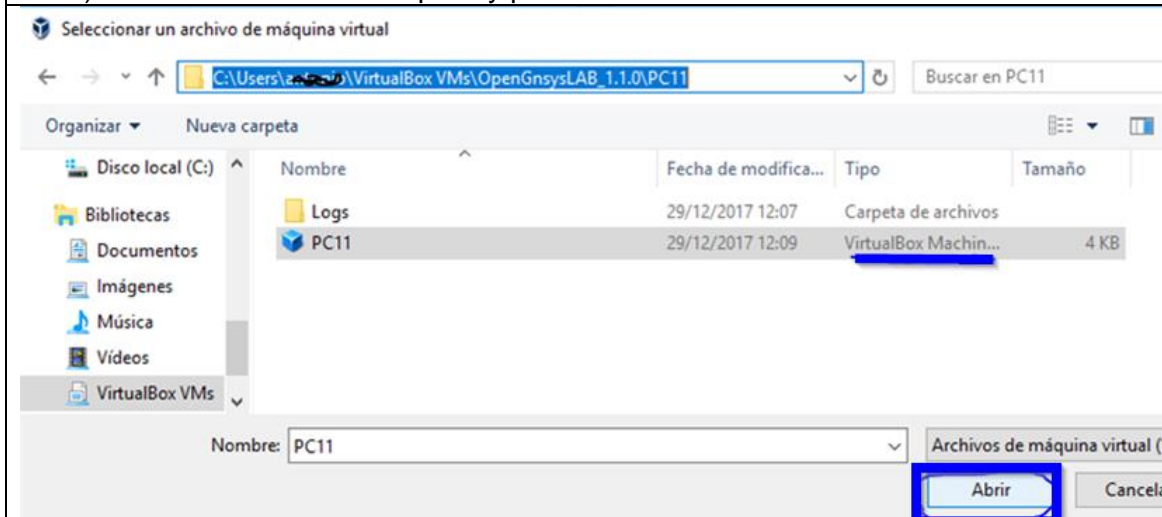 Seleccionar un archivo de máquina virtual
C:\Users\ \VirtualBox VMs\OpenGnsysLAB_1.1.0\PC11 Buscar en PC11
Organizar Nueva carpeta
Disco local (C:) Nombre Fecha de modifica... Tipo Tamaño
Bibliotecas Logs 29/12/2017 12:07 Carpeta de archivos
Documentos PC11 29/12/2017 12:09 VirtualBox Machin... 4 KB
Imágenes
Música
Vídeos
VirtualBox VMs
Nombre: PC11 Archivos de máquina virtual (
Abrir Cancela